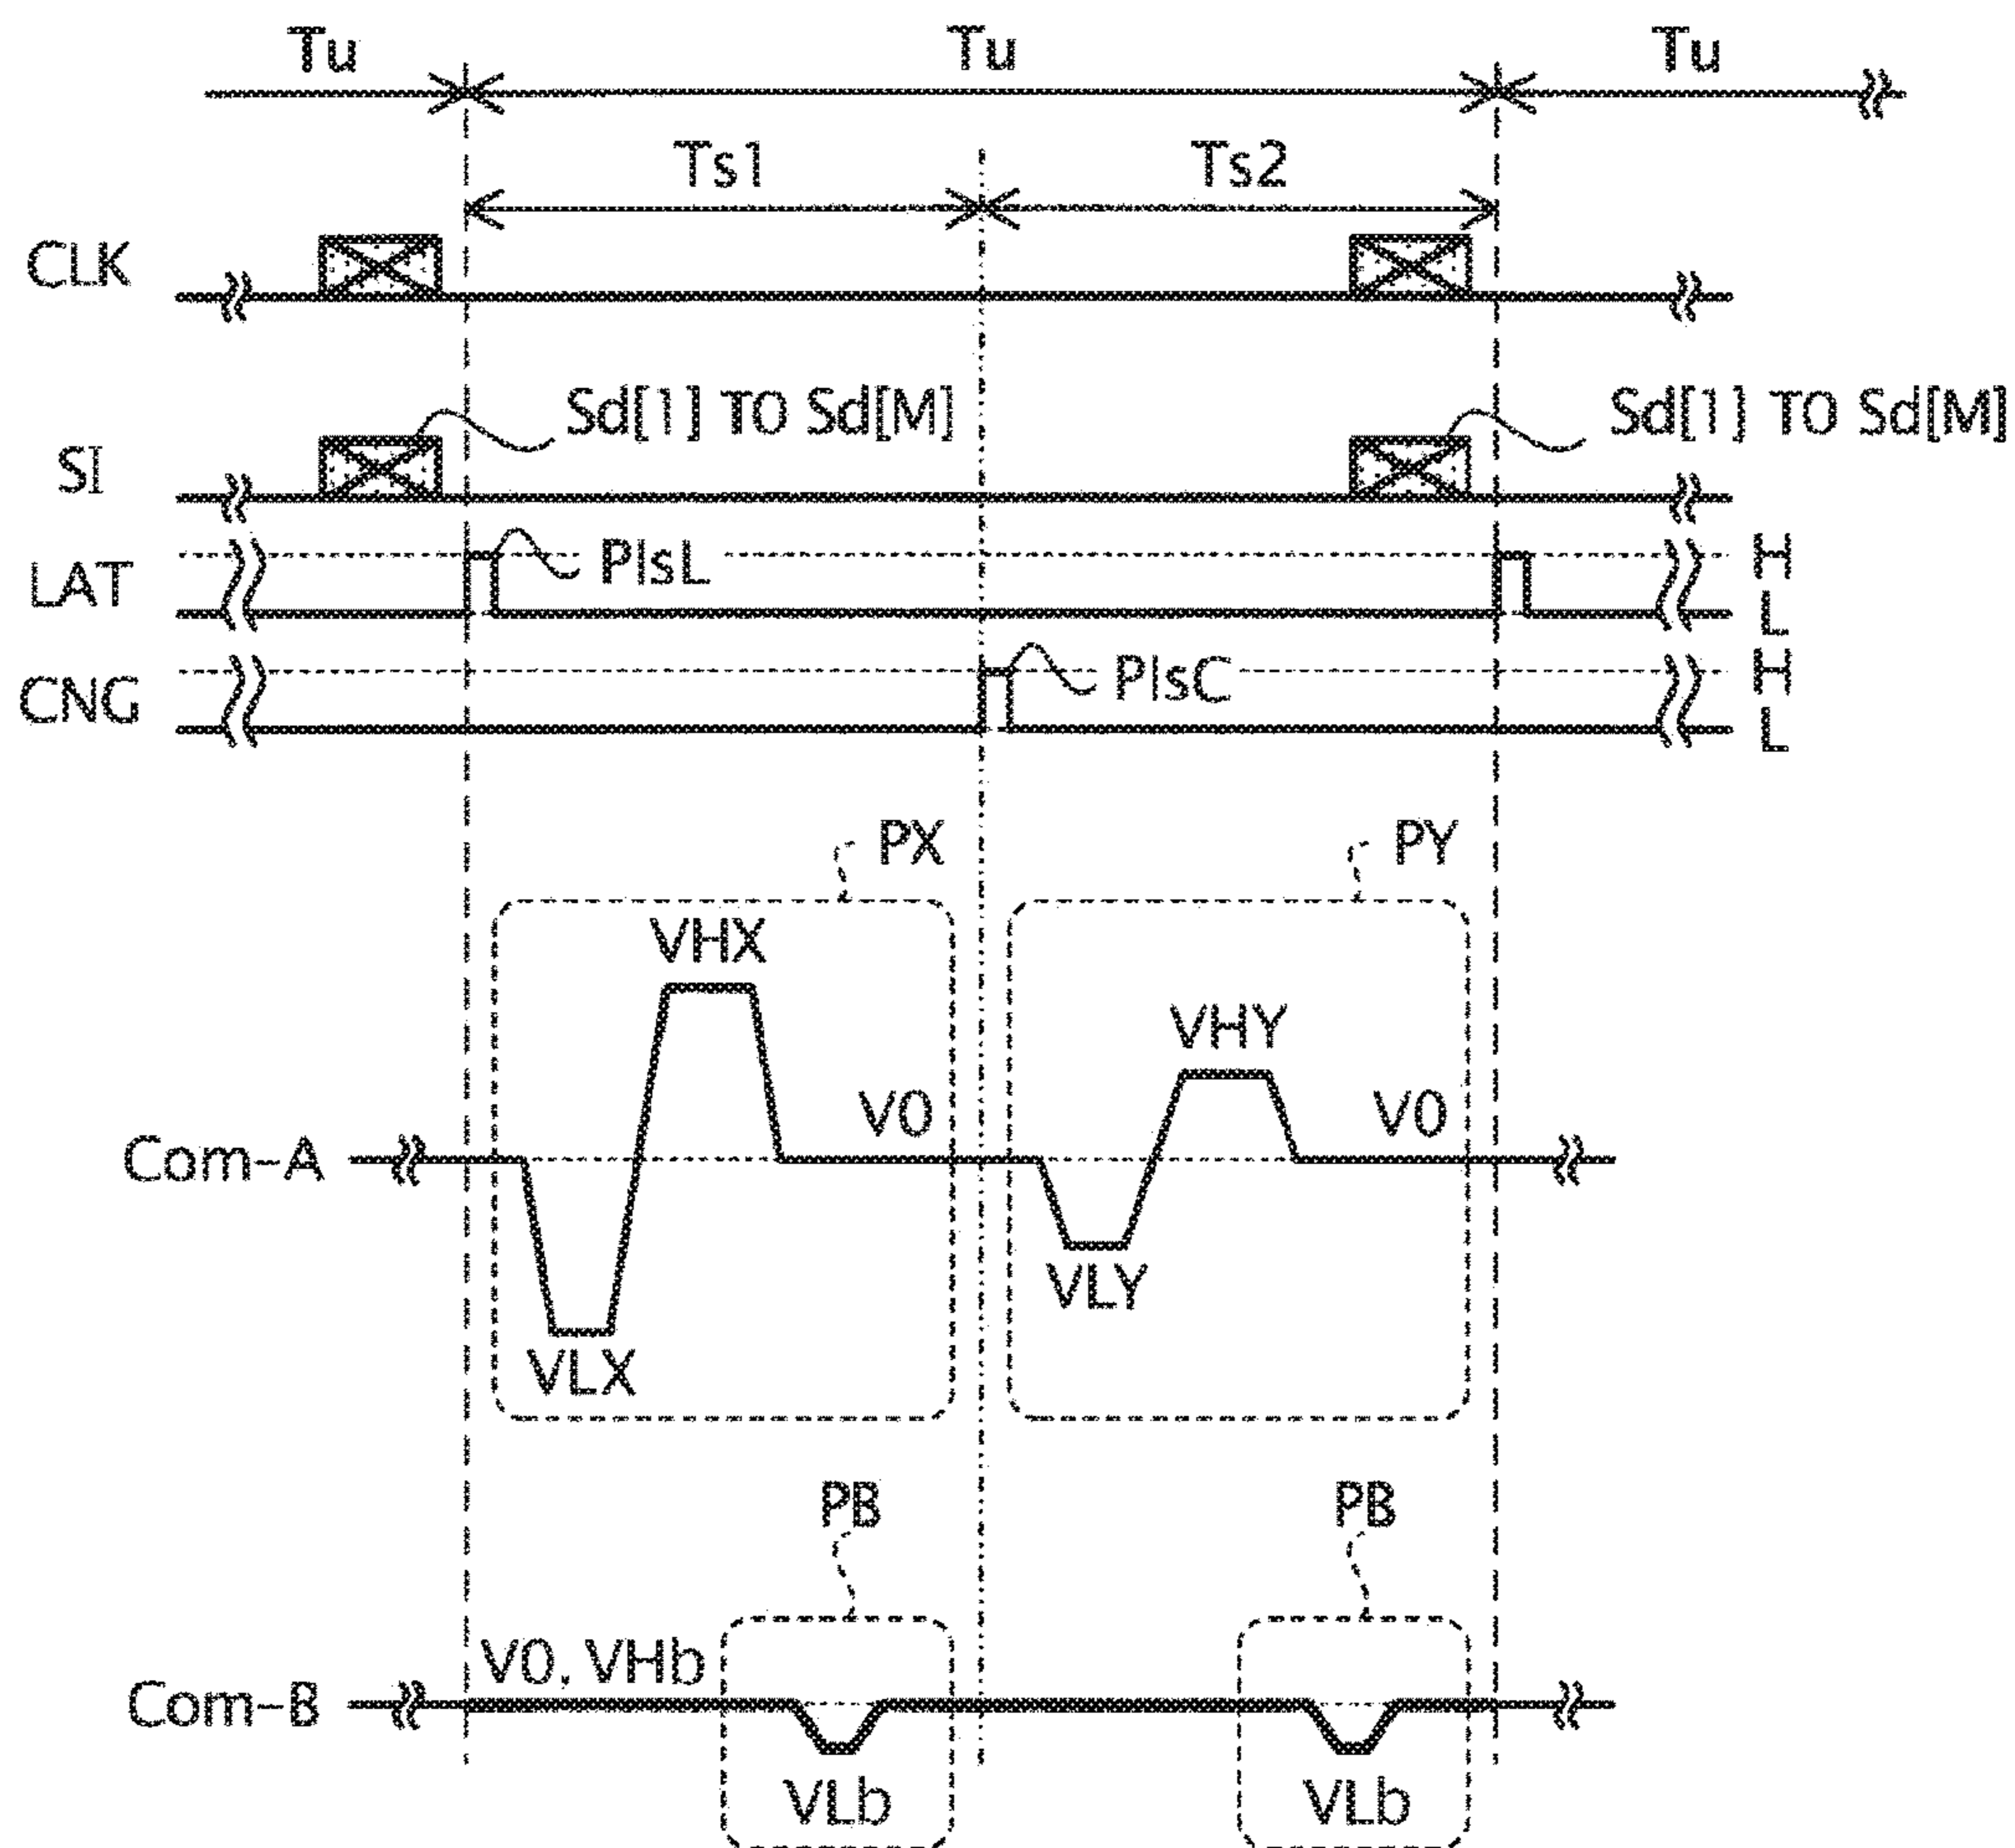 Tu Tu Tu
Ts1 Ts2
CLK
Sd[1] TO Sd[M] Sd[1] TO Sd[M]
SI
LAT PlsL H
L
CNG PlsC H
L
PX PY
VHX
VHY
V0 V0
Com-A
VLY
VLX
PB PB
V0, VHb
Com-B
VLb VLb